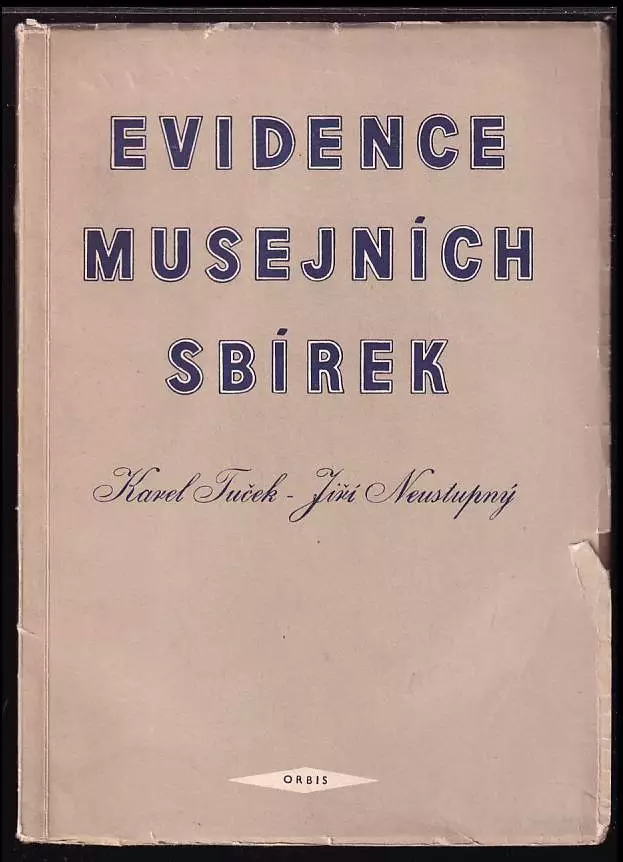 EVIDENCE
MUSEJNÍCH
SBÍREK
Karel Tuček - Jiří Neustupný
ORBIS